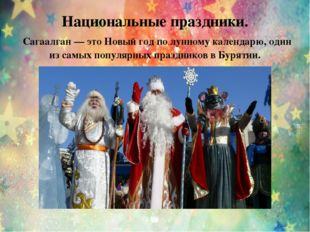 Национальные праздники.
Сагаалган — это Новый год по лунному календарю, один
из самых популярных праздников в Бурятии.